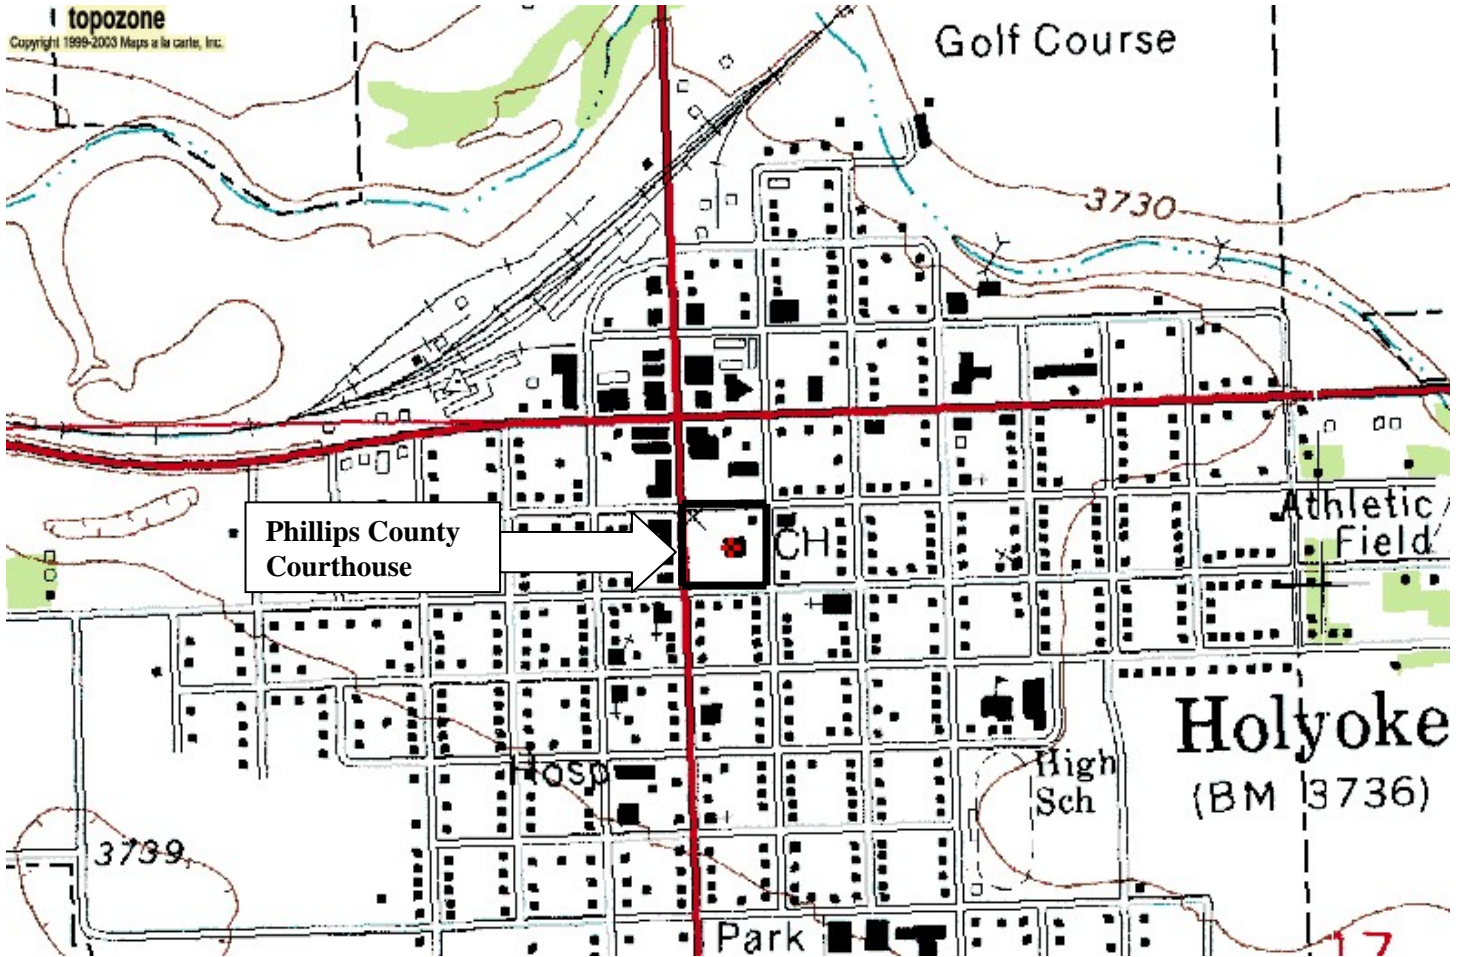 topozone
Copyright 1999-2003 Maps a la carte, Inc.
Golf Course
3730
Athletic
Field
Phillips County
Courthouse
CH
Holyoke
(BM 3736)
Hosp
High
Sch
3739
Park
17